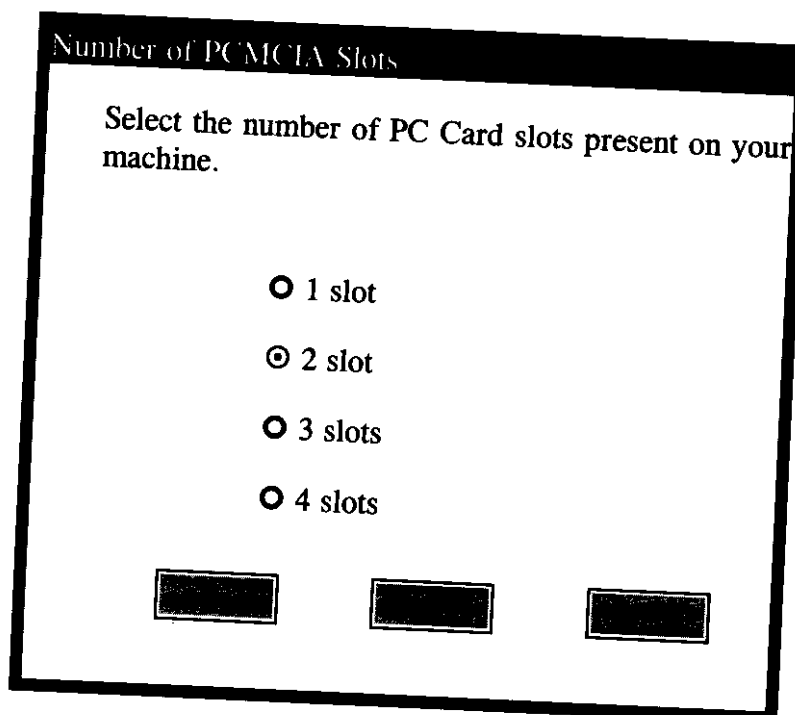 Number of PCMCIA Slots
Select the number of PC Card slots present on your
machine.
1 slot
2 slot
3 slots
4 slots